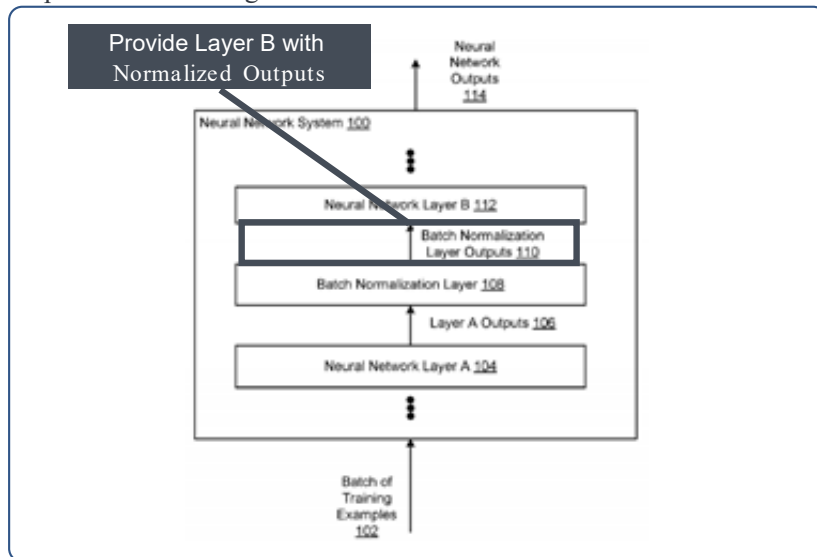 Provide Layer B with
Normalized Outputs
Neural
Network
Outputs
114
Neural Network System 100
Neural Network Layer B 112
Batch Normalization
Layer Outputs 110
Batch Normalization Layer 108
Layer A Outputs 106
Neural Network Layer A 104
Batch of
Training
Examples
102